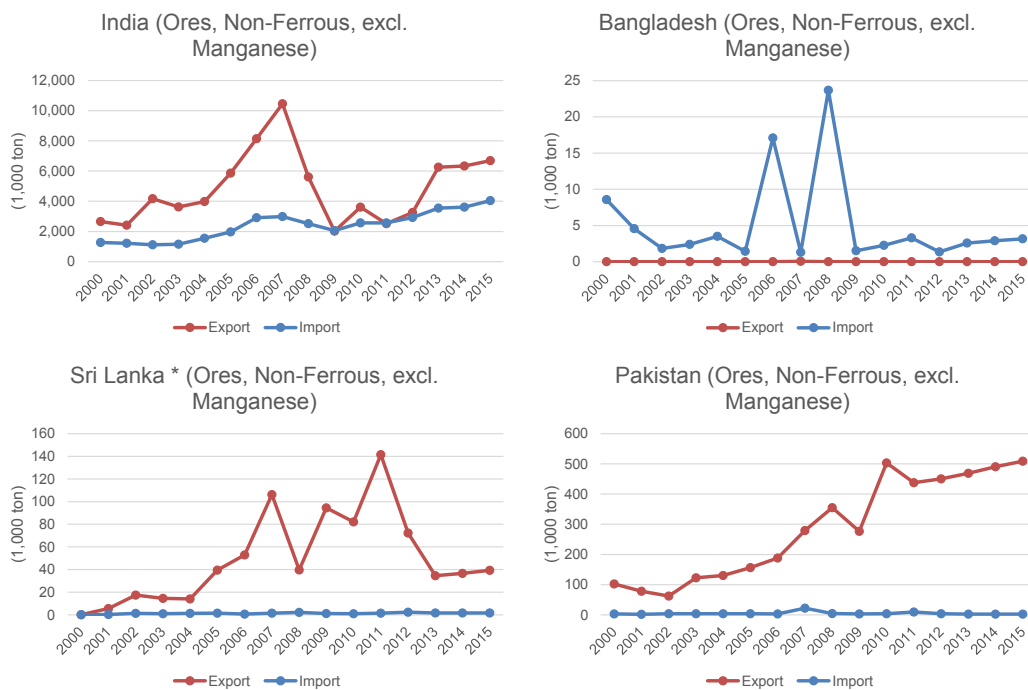 India (Ores, Non-Ferrous, excl.
Manganese)
12,000
10,000
8,000
6,000
4,000
2,000
0
(1,000 ton)
2000 2001 2002 2003 2004 2005 2006 2007 2008 2009 2010 2011 2012 2013 2014 2015
Export Import
Bangladesh (Ores, Non-Ferrous, excl.
Manganese)
25
20
15
10
5
0
(1,000 ton)
2000 2001 2002 2003 2004 2005 2006 2007 2008 2009 2010 2011 2012 2013 2014 2015
Export Import
Sri Lanka * (Ores, Non-Ferrous, excl.
Manganese)
160
140
120
100
80
60
40
20
0
(1,000 ton)
2000 2001 2002 2003 2004 2005 2006 2007 2008 2009 2010 2011 2012 2013 2014 2015
Export Import
Pakistan (Ores, Non-Ferrous, excl.
Manganese)
600
500
400
300
200
100
0
(1,000 ton)
2000 2001 2002 2003 2004 2005 2006 2007 2008 2009 2010 2011 2012 2013 2014 2015
Export Import